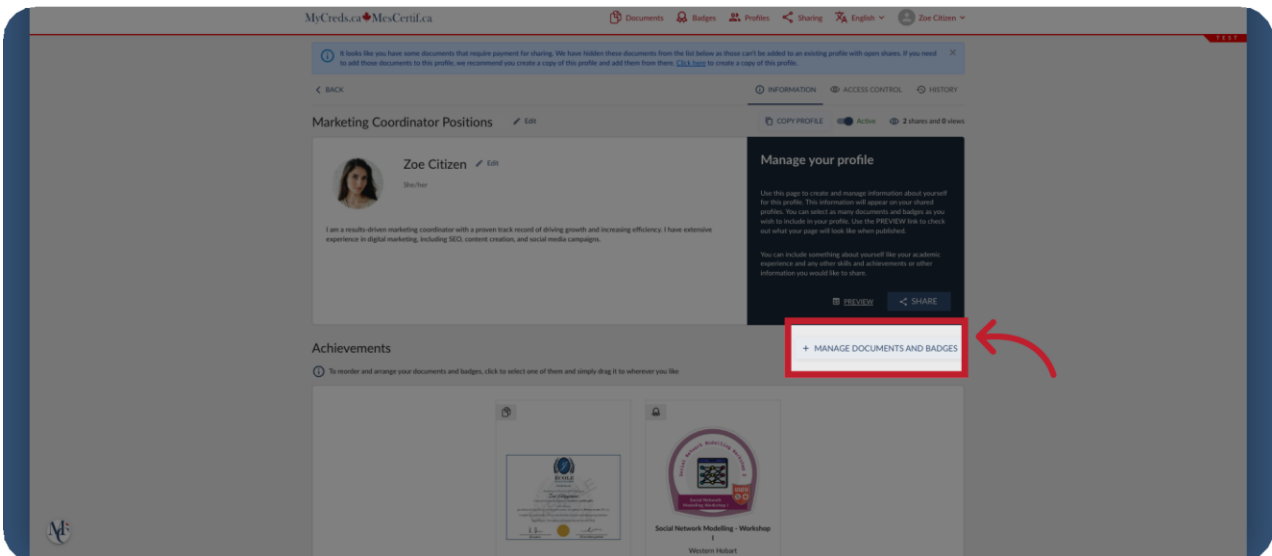 MyCreds.ca MesCertif.ca
Documents Badges Profiles Sharing English Zoe Citizen
TEST
It looks like you have some documents that require payment for sharing. We have hidden these documents from the list below as those can't be added to an existing profile with open shares. If you need
to add those documents to this profile, we recommend you create a copy of this profile and add them from there. Click here to create a copy of this profile.
BACK
INFORMATION ACCESS CONTROL HISTORY
Marketing Coordinator Positions Edit
COPY PROFILE Active 2 shares and 0 views
Zoe Citizen Edit
She/her
I am a results-driven marketing coordinator with a proven track record of driving growth and increasing efficiency. I have extensive
experience in digital marketing, including SEO, content creation, and social media campaigns.
Manage your profile
Use this page to create and manage information about yourself
for this profile. This information will appear on your shared
profiles. You can select as many documents and badges as you
wish to include in your profile. Use the PREVIEW link to check
out what your page will look like when published.
You can include something about yourself like your academic
experience and any other skills and achievements or other
information you would like to share.
PREVIEW SHARE
Achievements
+ MANAGE DOCUMENTS AND BADGES
To reorder and arrange your documents and badges, click to select one of them and simply drag it to wherever you like
Social Network Modelling Workshop I
Social Network
Modelling Workshop I
Social Network Modelling - Workshop
I
Western Hobart